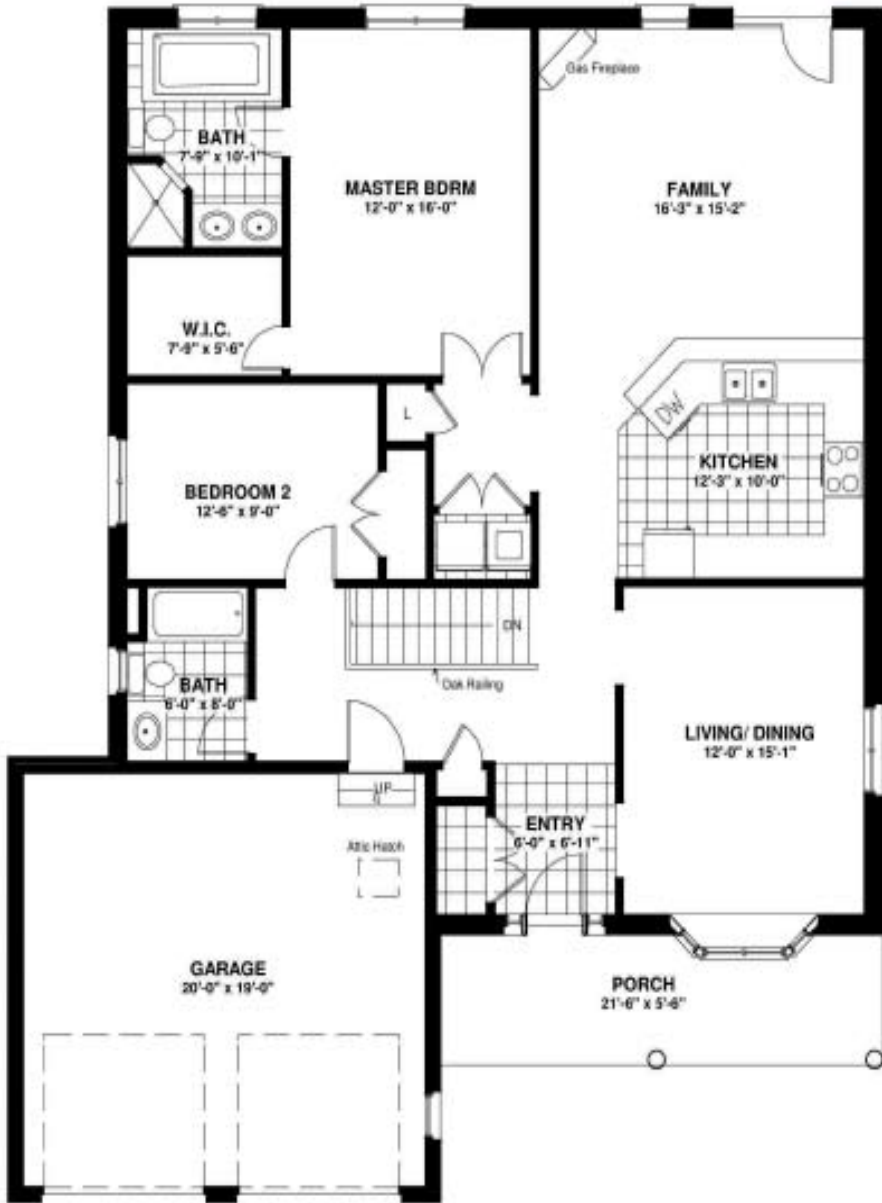 Gas Fireplace
BATH
7'-9" x 10'-1"
MASTER BDRM
12'-0" x 16'-0"
FAMILY
16'-3" x 15'-2"
W.I.C.
7'-9" x 5'-6"
L
DW
BEDROOM 2
12'-6" x 9'-0"
KITCHEN
12'-3" x 10'-0"
DN
Oak Railing
BATH
6'-0" x 8'-0"
LIVING/ DINING
12'-0" x 15'-1"
UP
ENTRY
6'-0" x 6'-11"
Attic Hatch
GARAGE
20'-0" x 19'-0"
PORCH
21'-6" x 5'-6"